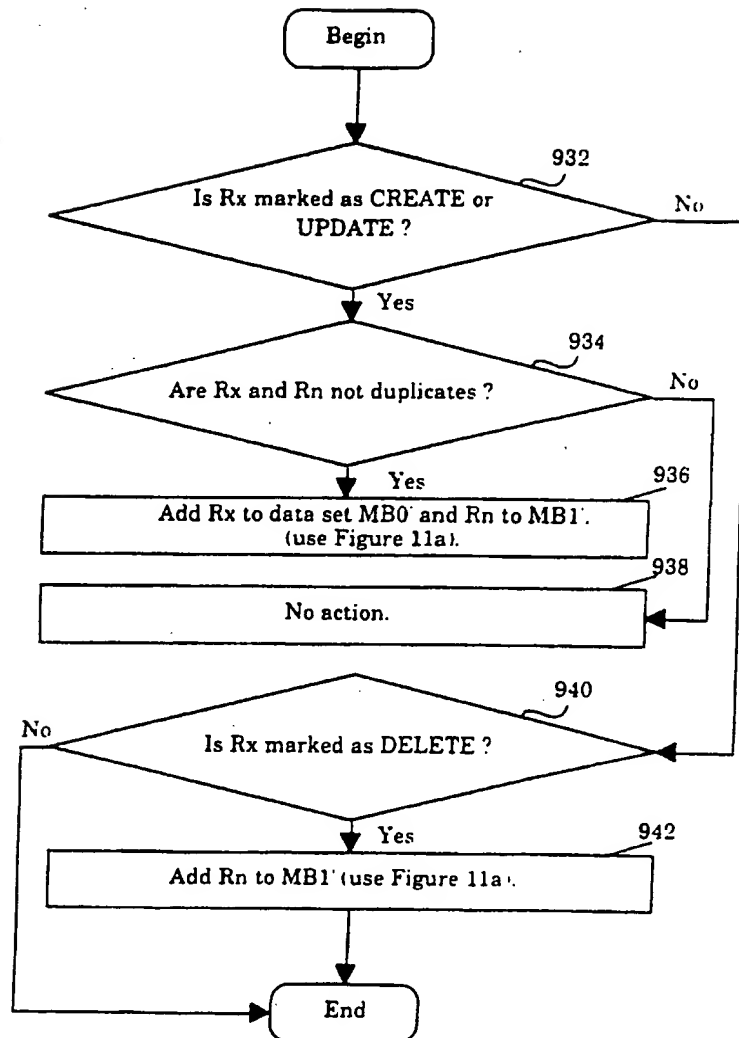 Begin
932
Is Rx marked as CREATE or
UPDATE ?
No
Yes
934
Are Rx and Rn not duplicates ?
No
Yes
936
Add Rx to data set MB0' and Rn to MB1'.
(use Figure 11a).
938
No action.
940
No
Is Rx marked as DELETE ?
Yes
942
Add Rn to MB1' (use Figure 11a).
End